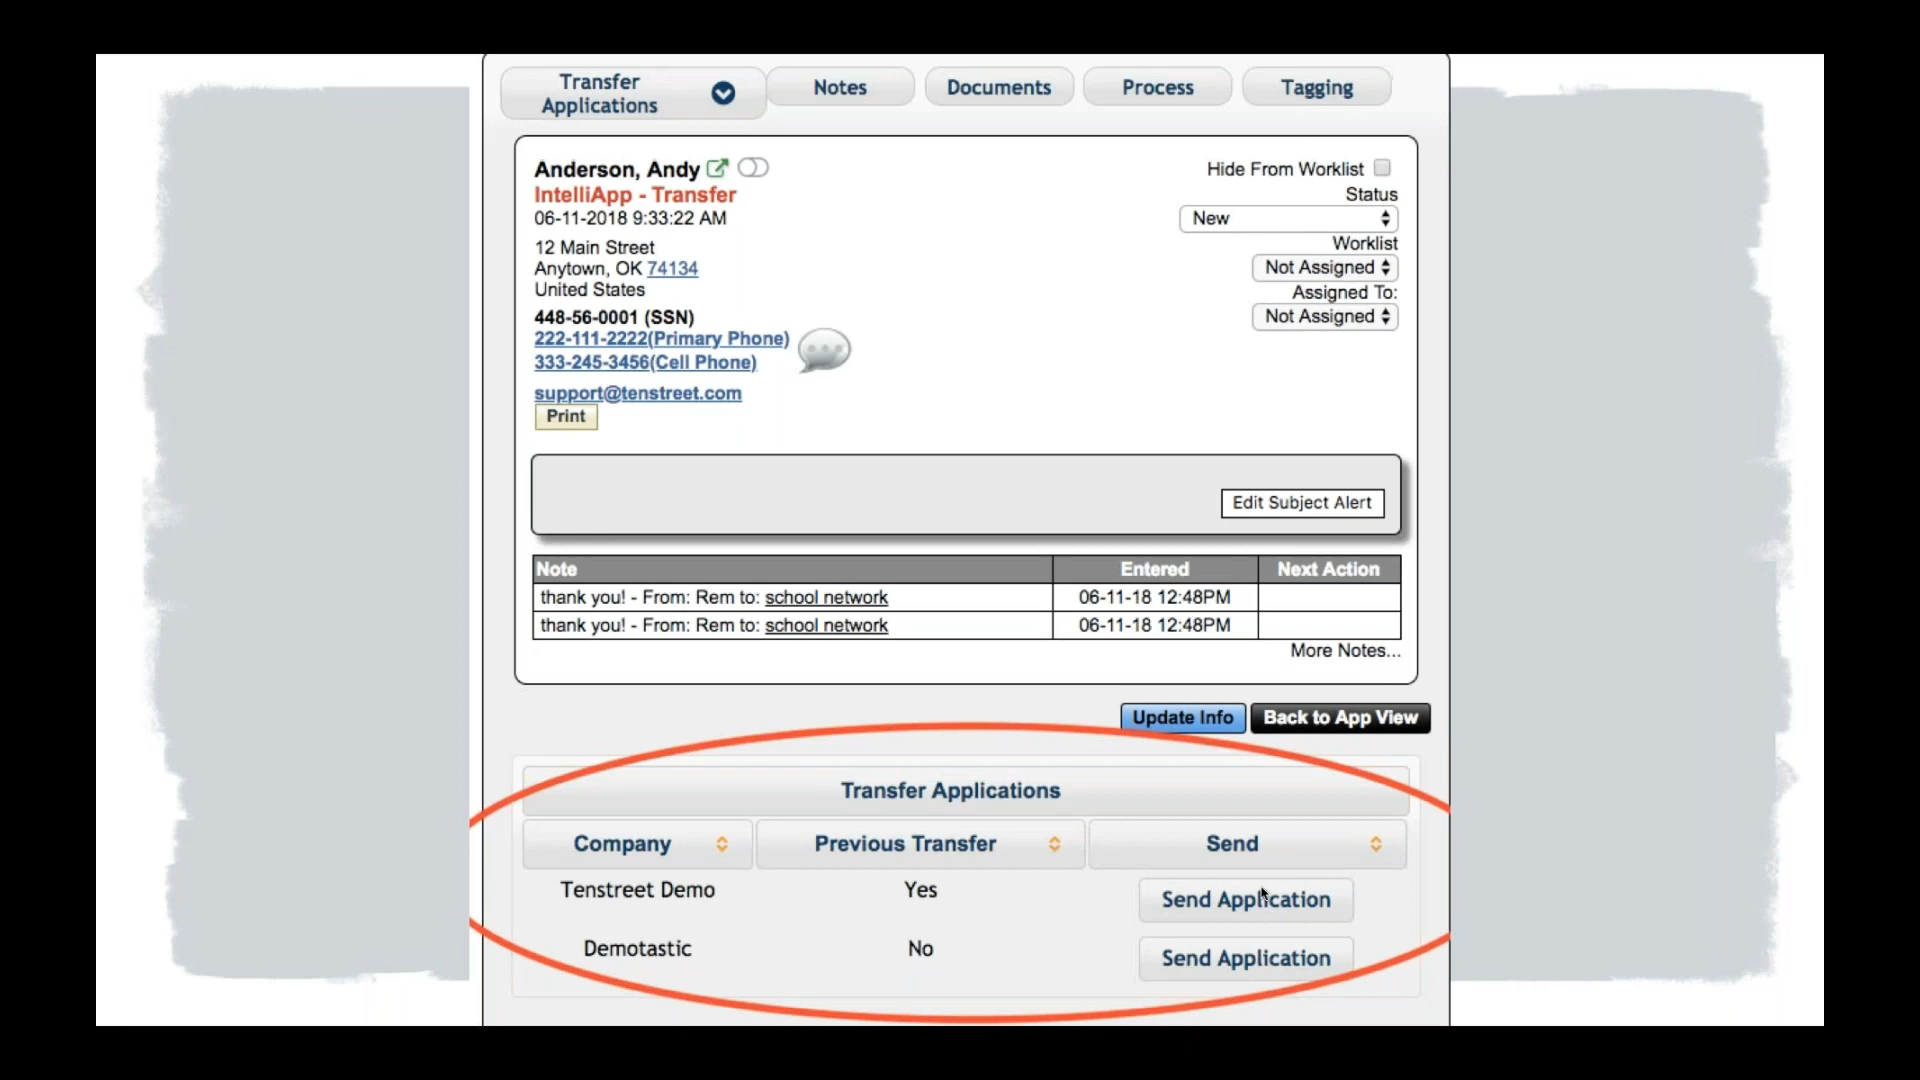 Transfer
Applications
Notes
Documents
Process
Tagging
Anderson, Andy
Hide From Worklist
IntelliApp - Transfer
Status
06-11-2018 9:33:22 AM
New
12 Main Street
Worklist
Anytown, OK 74134
Not Assigned
United States
Assigned To:
448-56-0001 (SSN)
Not Assigned
222-111-2222(Primary Phone)
333-245-3456(Cell Phone)
support@tenstreet.com
Print
Edit Subject Alert
Note Entered Next Action
thank you! - From: Rem to: school network 06-11-18 12:48PM
thank you! - From: Rem to: school network 06-11-18 12:48PM
More Notes...
Update Info Back to App View
Transfer Applications
Company Previous Transfer Send
Tenstreet Demo Yes Send Application
Demotastic No Send Application